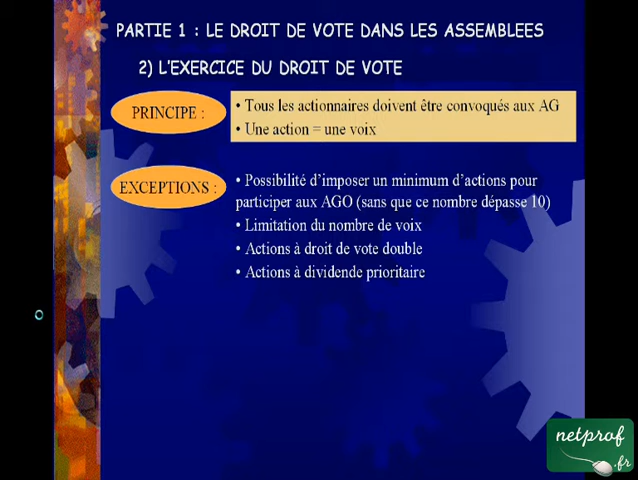 PARTIE 1 : LE DROIT DE VOTE DANS LES ASSEMBLEES
2) L'EXERCICE DU DROIT DE VOTE
PRINCIPE :
• Tous les actionnaires doivent être convoqués aux AG
• Une action = une voix
EXCEPTIONS :
• Possibilité d'imposer un minimum d'actions pour
participer aux AGO (sans que ce nombre dépasse 10)
• Limitation du nombre de voix
• Actions à droit de vote double
• Actions à dividende prioritaire
netprof
.fr